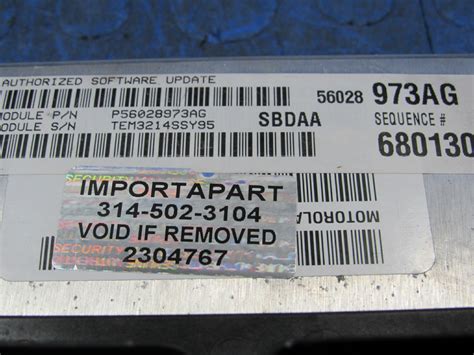 AUTHORIZED SOFTWARE UPDATE
MODULE P/N P56028973AG
MODULE S/N TEM3214SSY95
SBDAA
56028 973AG
SEQUENCE #
680130
IMPORTAPART
314-502-3104
VOID IF REMOVED
2304767
MOTOROLA
SECURITY